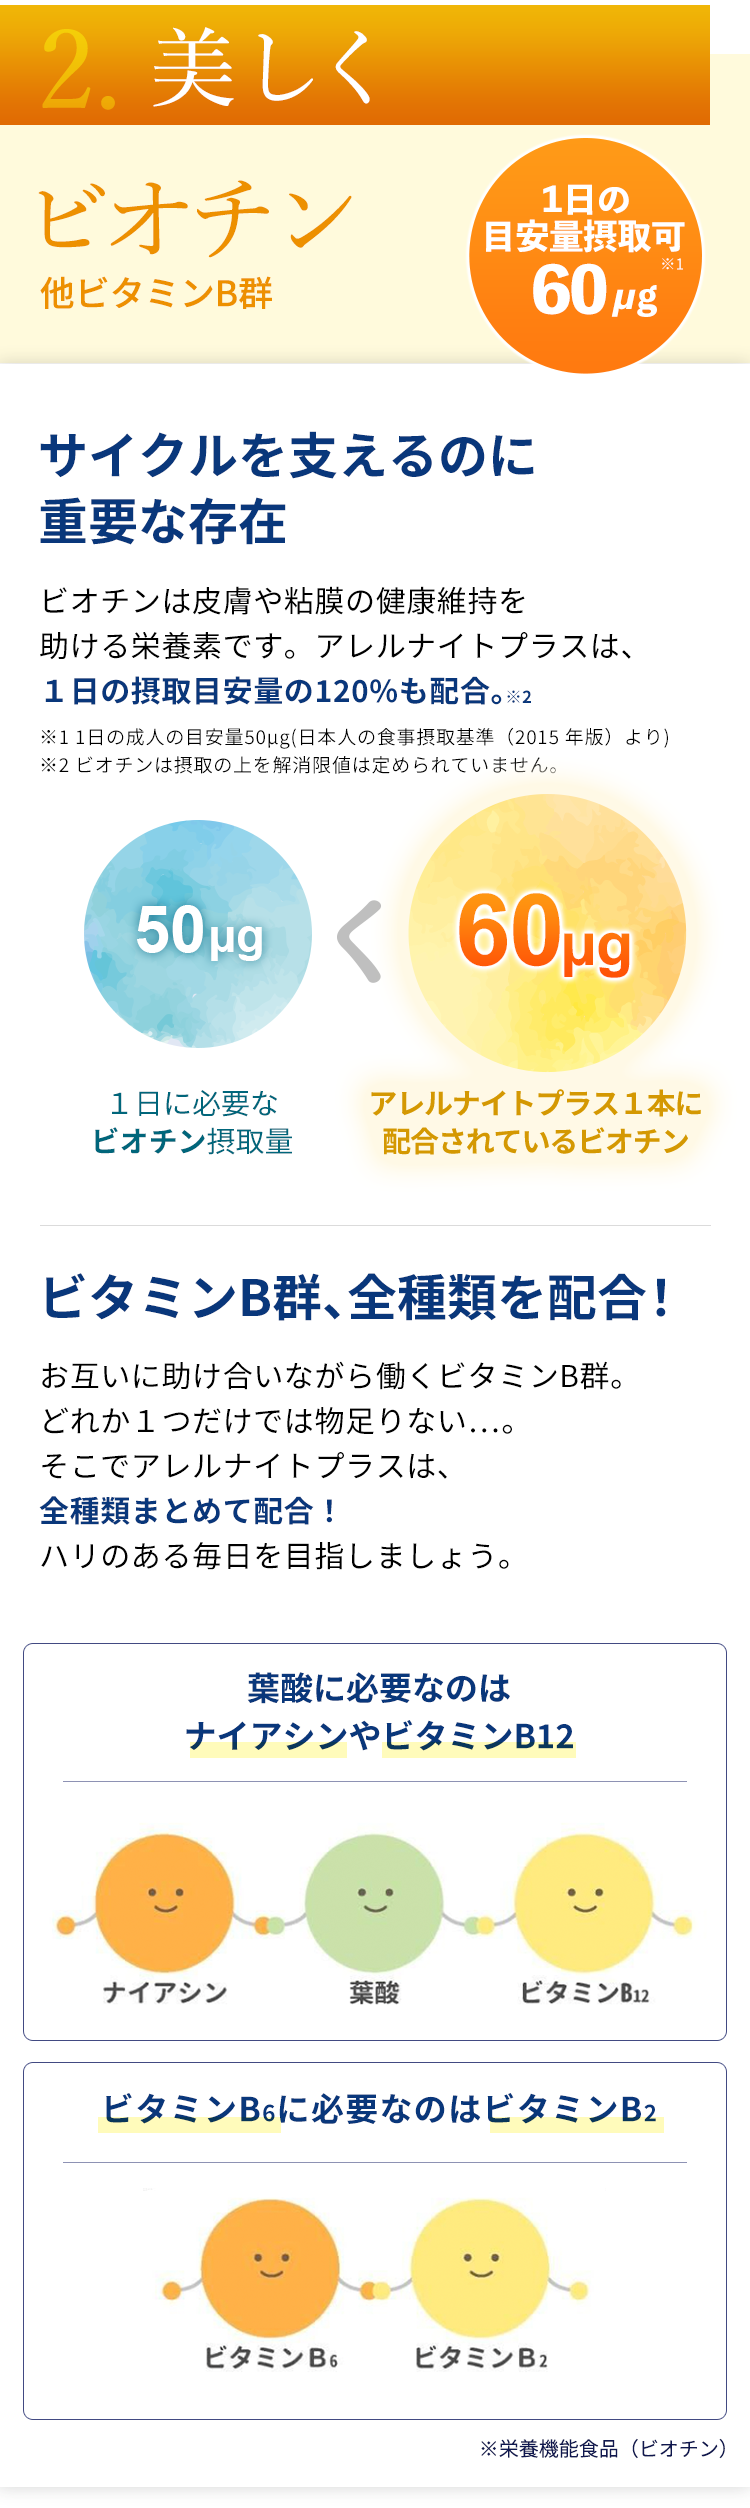 2. 美しく
ビオチン
他ビタミンB群
1日の
目安量摂取可
※1
60μg
サイクルを支えるのに
重要な存在
ビオチンは皮膚や粘膜の健康維持を
助ける栄養素です。アレルナイトプラスは、
１日の摂取目安量の120%も配合。※2
※1 1日の成人の目安量50μg(日本人の食事摂取基準（2015 年版）より)
※2 ビオチンは摂取の上を解消限値は定められていません。
50μg
く
60μg
１日に必要な
ビオチン摂取量
アレルナイトプラス１本に
配合されているビオチン
ビタミンB群、全種類を配合！
お互いに助け合いながら働くビタミンB群。
どれか１つだけでは物足りない…。
そこでアレルナイトプラスは、
全種類まとめて配合！
ハリのある毎日を目指しましょう。
葉酸に必要なのは
ナイアシンやビタミンB12
ナイアシン
葉酸
ビタミンB12
ビタミンB6に必要なのはビタミンB2
ビタミンB6
ビタミンB2
※栄養機能食品（ビオチン）